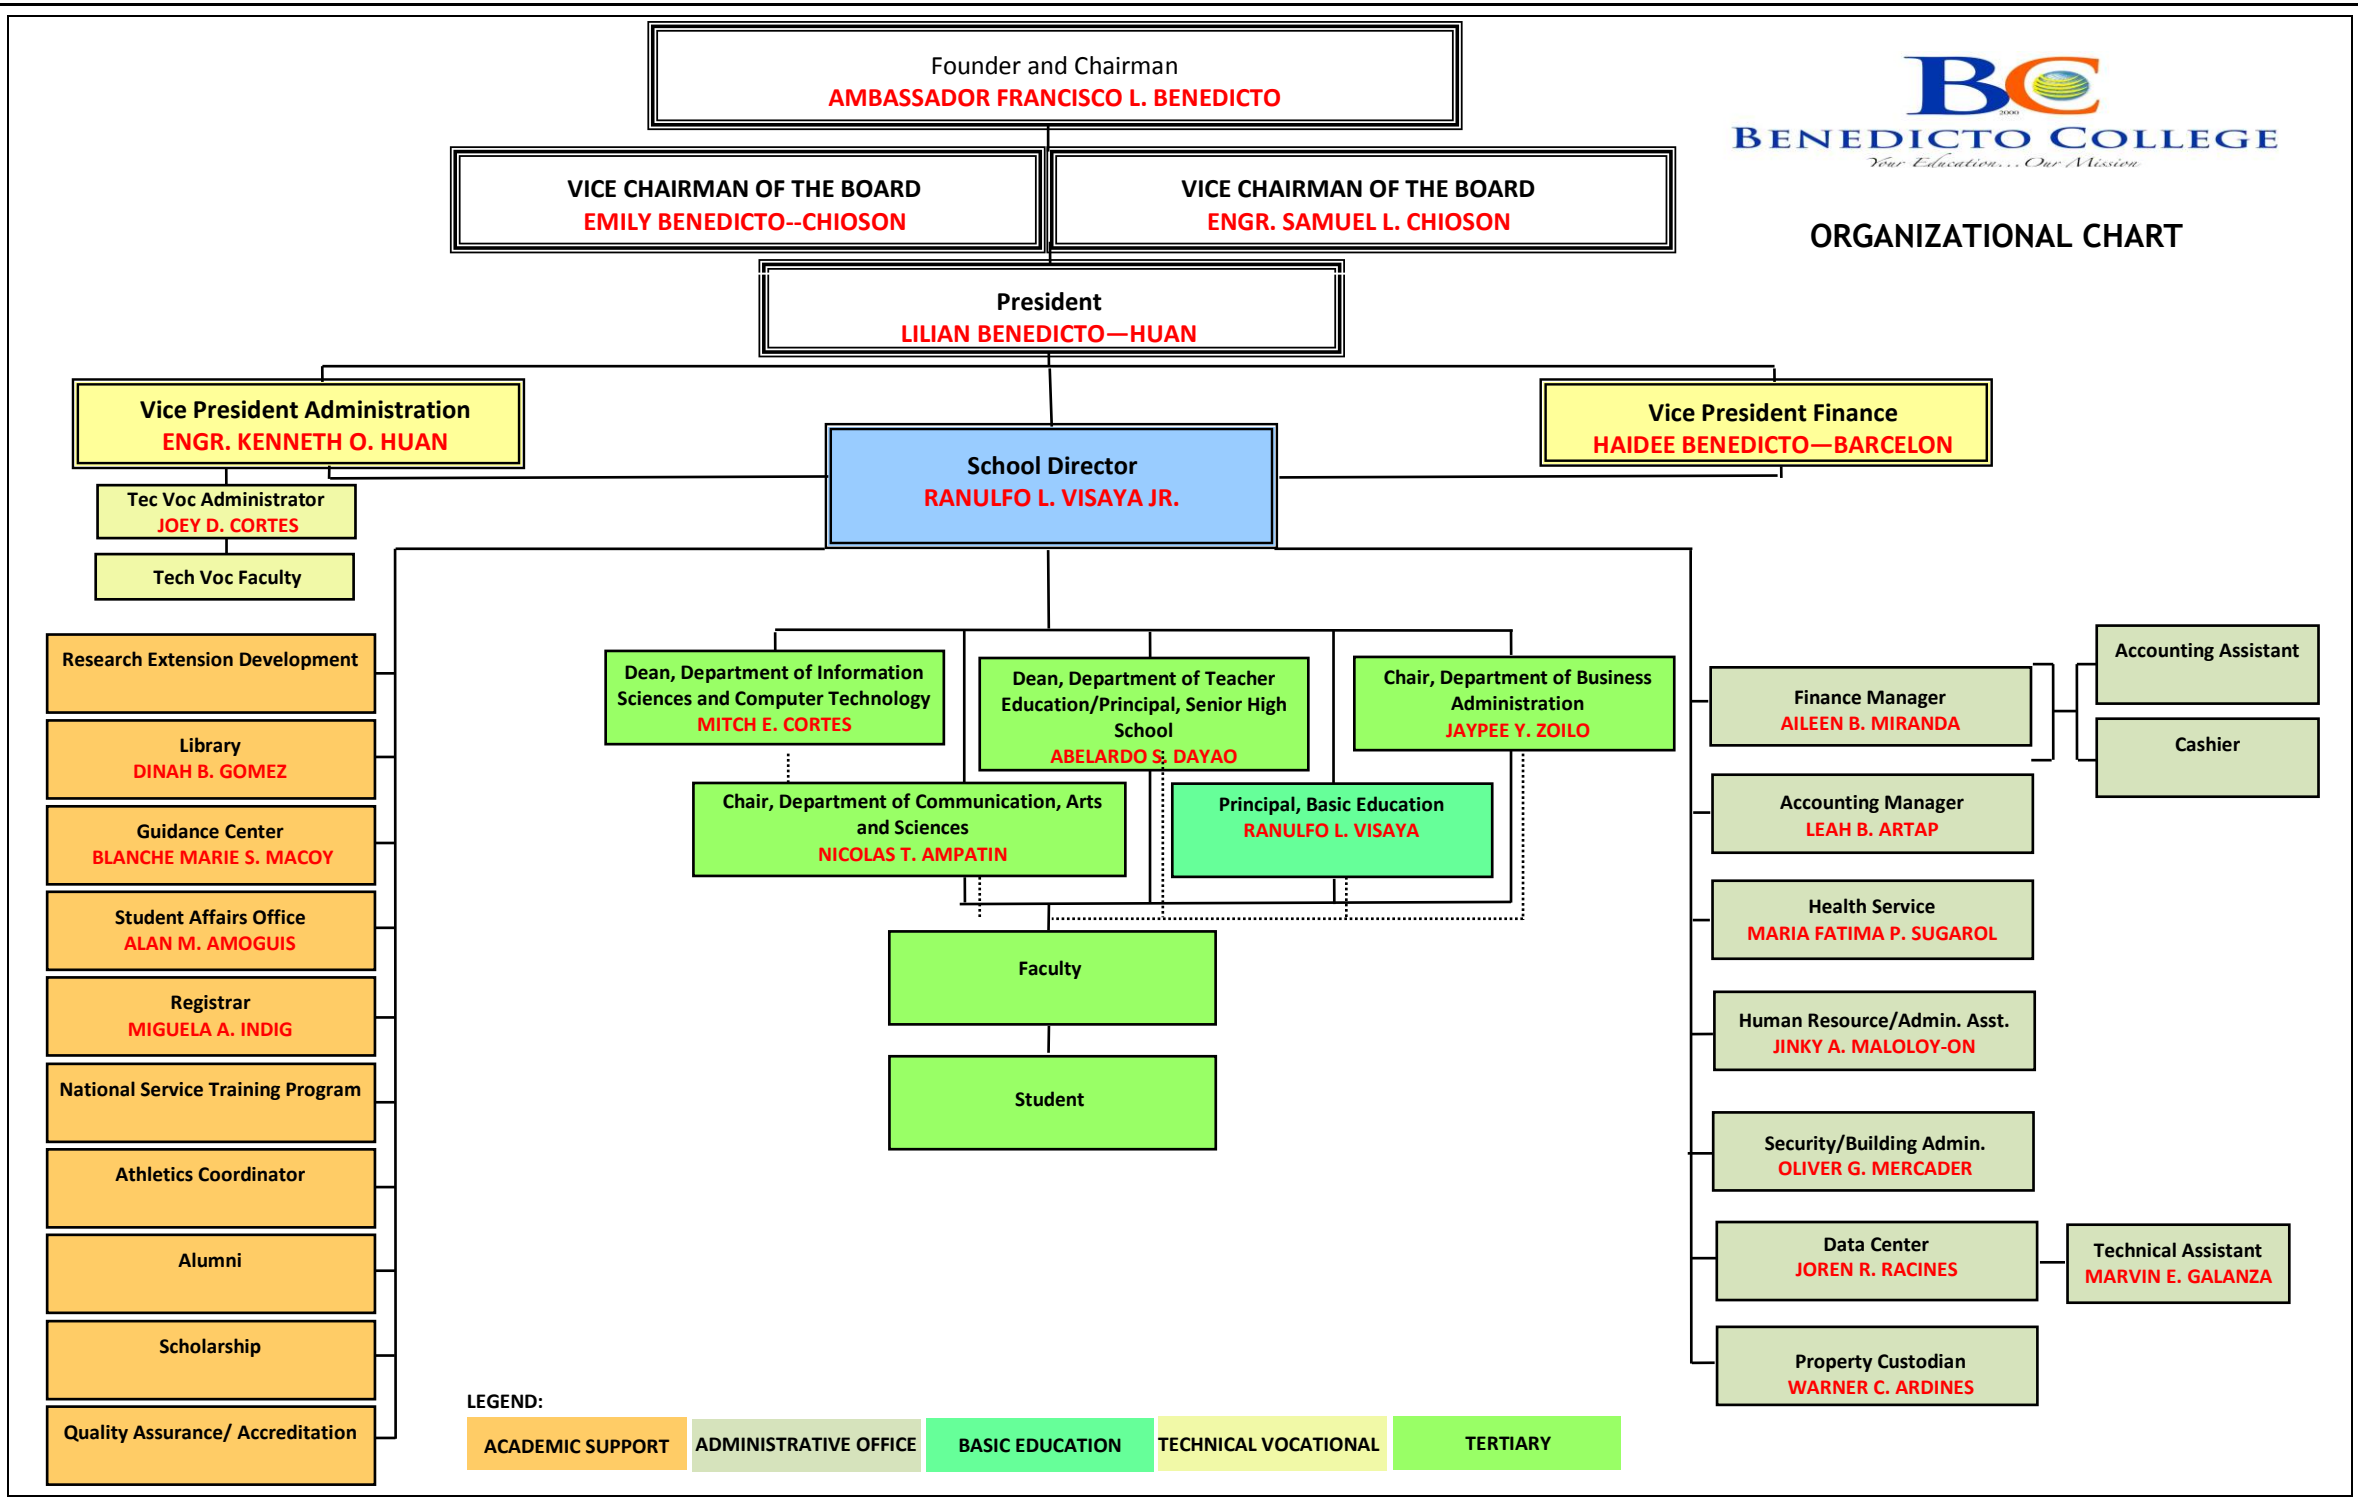 Founder and Chairman
AMBASSADOR FRANCISCO L. BENEDICTO
BC
2000
BENEDICTO COLLEGE
Your Education... Our Mission
ORGANIZATIONAL CHART
VICE CHAIRMAN OF THE BOARD
EMILY BENEDICTO--CHIOSON
VICE CHAIRMAN OF THE BOARD
ENGR. SAMUEL L. CHIOSON
President
LILIAN BENEDICTO—HUAN
Vice President Administration
ENGR. KENNETH O. HUAN
Vice President Finance
HAIDEE BENEDICTO—BARCELON
School Director
RANULFO L. VISAYA JR.
Tec Voc Administrator
JOEY D. CORTES
Tech Voc Faculty
Research Extension Development
Library
DINAH B. GOMEZ
Guidance Center
BLANCHE MARIE S. MACOY
Student Affairs Office
ALAN M. AMOGUIS
Registrar
MIGUELA A. INDIG
National Service Training Program
Athletics Coordinator
Alumni
Scholarship
Quality Assurance/ Accreditation
Dean, Department of Information
Sciences and Computer Technology
MITCH E. CORTES
Dean, Department of Teacher
Education/Principal, Senior High
School
ABELARDO S. DAYAO
Chair, Department of Business
Administration
JAYPEE Y. ZOILO
Chair, Department of Communication, Arts
and Sciences
NICOLAS T. AMPATIN
Principal, Basic Education
RANULFO L. VISAYA
Faculty
Student
Finance Manager
AILEEN B. MIRANDA
Accounting Assistant
Cashier
Accounting Manager
LEAH B. ARTAP
Health Service
MARIA FATIMA P. SUGAROL
Human Resource/Admin. Asst.
JINKY A. MALOLOY-ON
Security/Building Admin.
OLIVER G. MERCADER
Data Center
JOREN R. RACINES
Technical Assistant
MARVIN E. GALANZA
Property Custodian
WARNER C. ARDINES
LEGEND:
ACADEMIC SUPPORT
ADMINISTRATIVE OFFICE
BASIC EDUCATION
TECHNICAL VOCATIONAL
TERTIARY